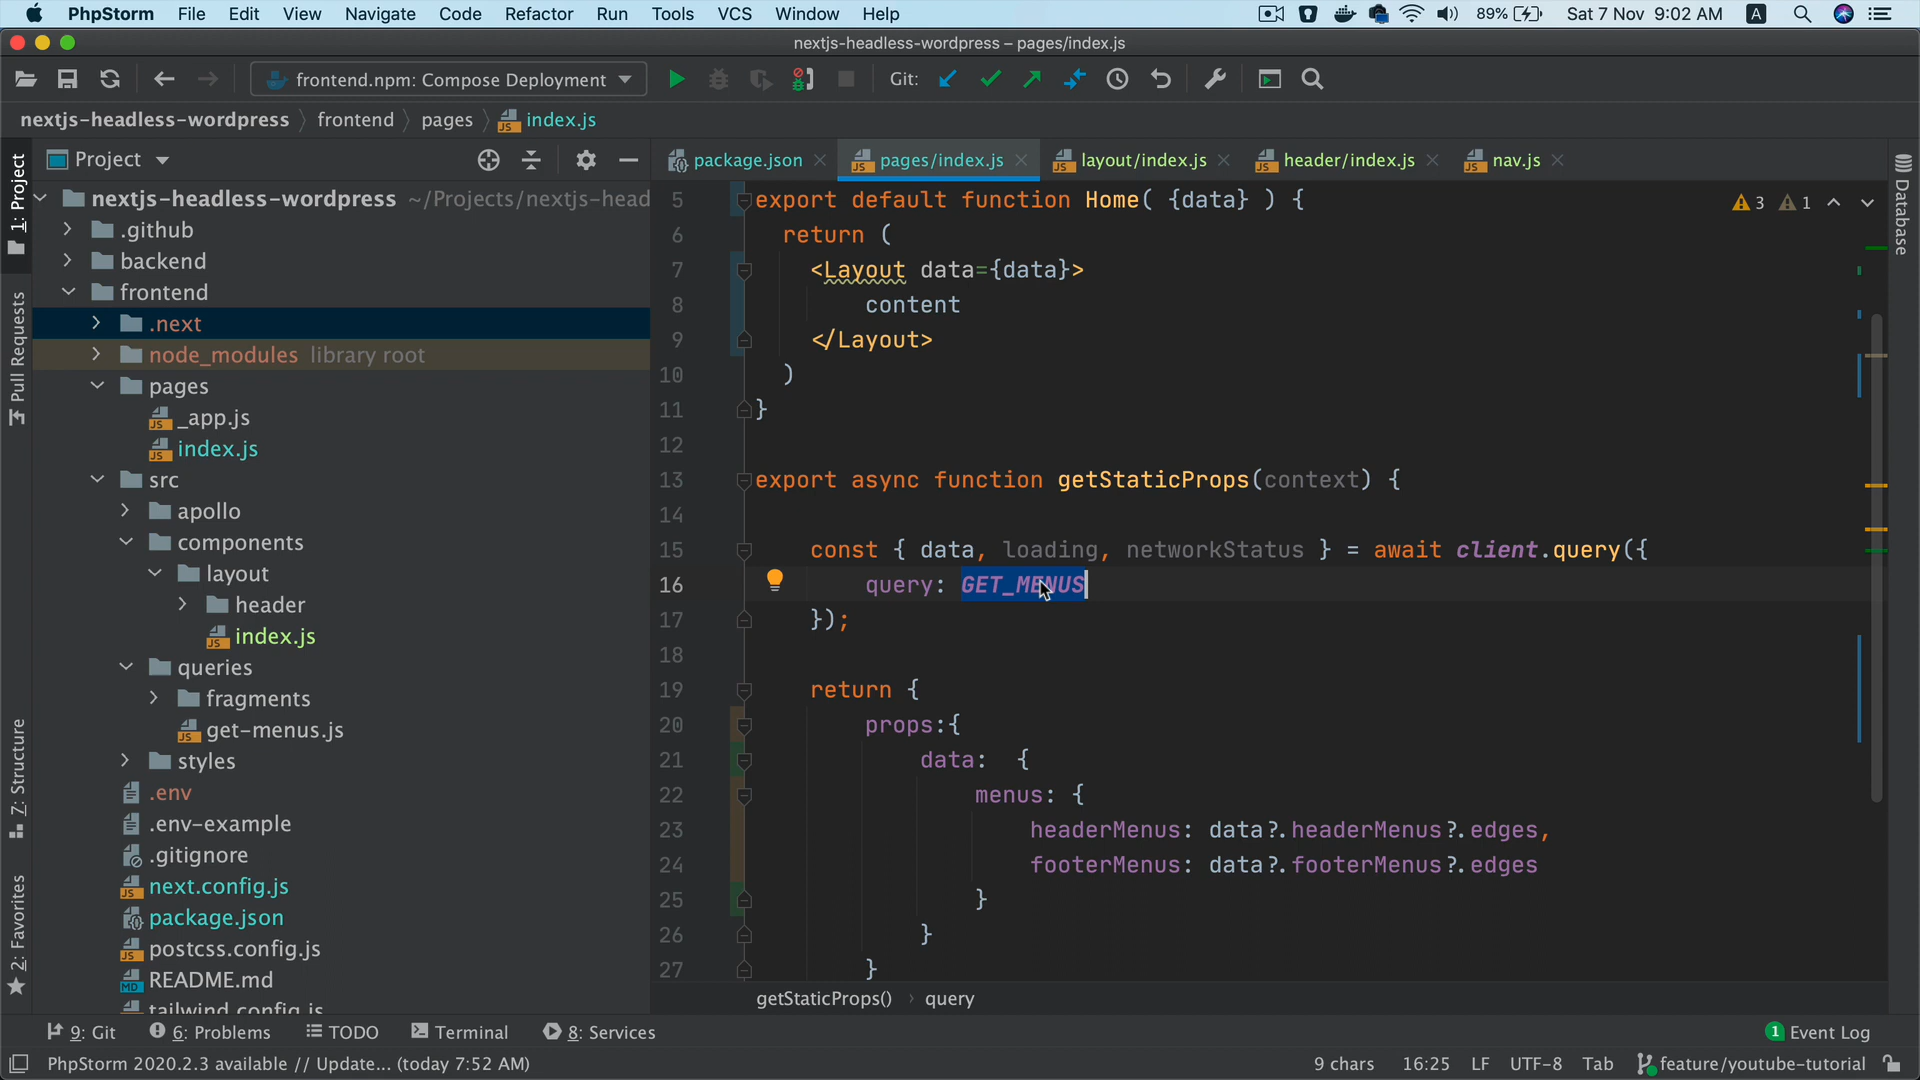 PhpStorm File Edit View Navigate Code Refactor Run Tools VCS Window Help 89% Sat 7 Nov 9:02 AM A
nextjs-headless-wordpress – pages/index.js
frontend.npm: Compose Deployment Git:
nextjs-headless-wordpress frontend pages index.js
Project
package.json pages/index.js layout/index.js header/index.js nav.js
1: Project
Pull Requests
Z: Structure
2: Favorites
Database
nextjs-headless-wordpress ~/Projects/nextjs-head
.github
backend
frontend
.next
node_modules library root
pages
_app.js
index.js
src
apollo
components
layout
header
index.js
queries
fragments
get-menus.js
styles
.env
.env-example
.gitignore
next.config.js
package.json
postcss.config.js
README.md
tailwind.config.js
3 1
5 export default function Home( {data} ) {
6 return (
7 <Layout data={data}>
8 content
9 </Layout>
10 )
11 }
12
13 export async function getStaticProps(context) {
14
15 const { data, loading, networkStatus } = await client.query({
16 query: GET_MENUS
17 });
18
19 return {
20 props:{
21 data: {
22 menus: {
23 headerMenus: data?.headerMenus?.edges,
24 footerMenus: data?.footerMenus?.edges
25 }
26 }
27 }
getStaticProps() query
9: Git 6: Problems TODO Terminal 8: Services 1 Event Log
PhpStorm 2020.2.3 available // Update... (today 7:52 AM) 9 chars 16:25 LF UTF-8 Tab feature/youtube-tutorial